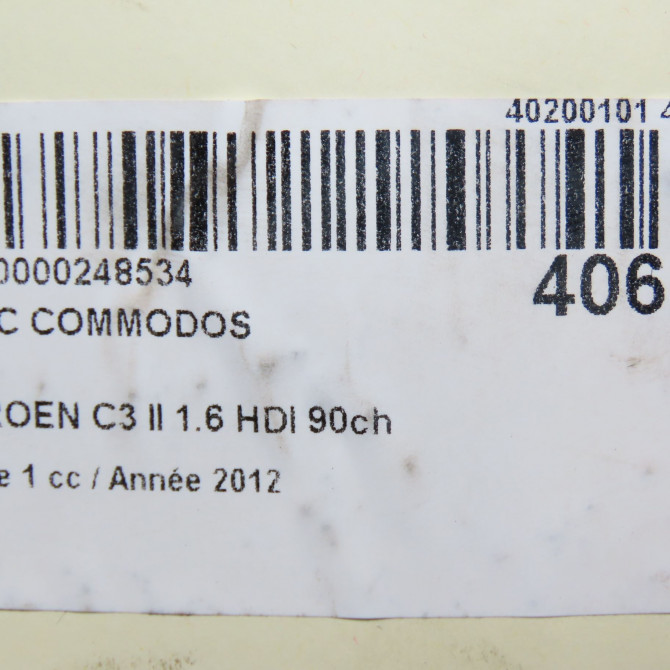 40200101 4
0000248534
406
C COMMODOS
ROEN C3 II 1.6 HDI 90ch
e 1 cc / Année 2012